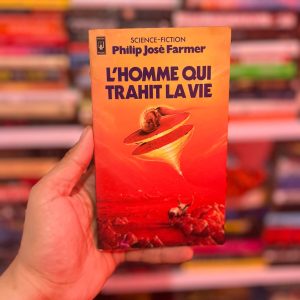 SCIENCE-FICTION
Philip José Farmer
L'HOMME QUI
TRAHIT LA VIE